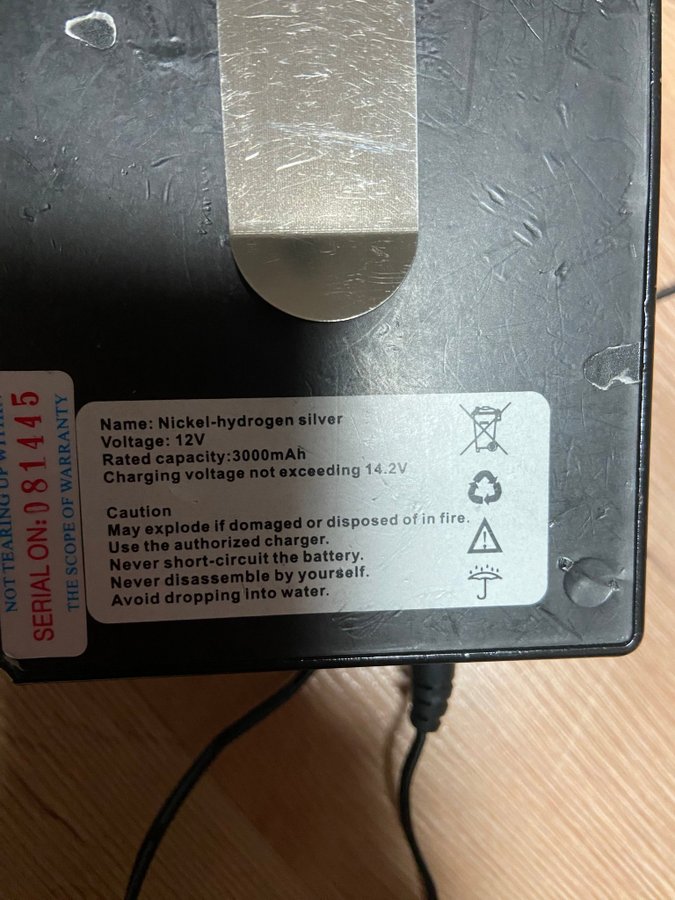 Name: Nickel-hydrogen silver
Voltage: 12V
Rated capacity:3000mAh
Charging voltage not exceeding 14.2V
Caution
May explode if damaged or disposed of in fire.
Use the authorized charger.
Never short-circuit the battery.
Never disassemble by yourself.
Avoid dropping into water.
NOT TEARING UP WITHIN
SERIAL ON:081445
THE SCOPE OF WARRANTY